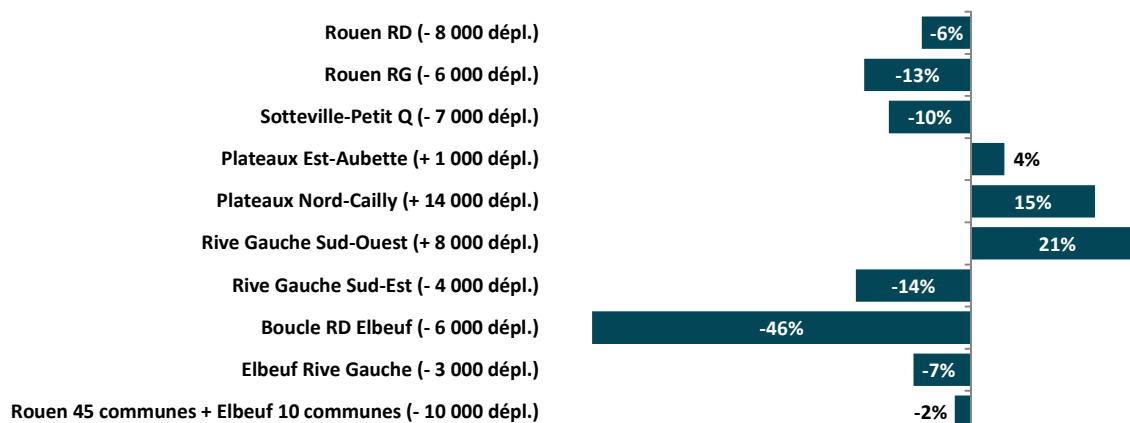 Rouen RD (- 8 000 dépl.) -6%
Rouen RG (- 6 000 dépl.) -13%
Sotteville-Petit Q (- 7 000 dépl.) -10%
Plateaux Est-Aubette (+ 1 000 dépl.) 4%
Plateaux Nord-Cailly (+ 14 000 dépl.) 15%
Rive Gauche Sud-Ouest (+ 8 000 dépl.) 21%
Rive Gauche Sud-Est (- 4 000 dépl.) -14%
Boucle RD Elbeuf (- 6 000 dépl.) -46%
Elbeuf Rive Gauche (- 3 000 dépl.) -7%
Rouen 45 communes + Elbeuf 10 communes (- 10 000 dépl.) -2%